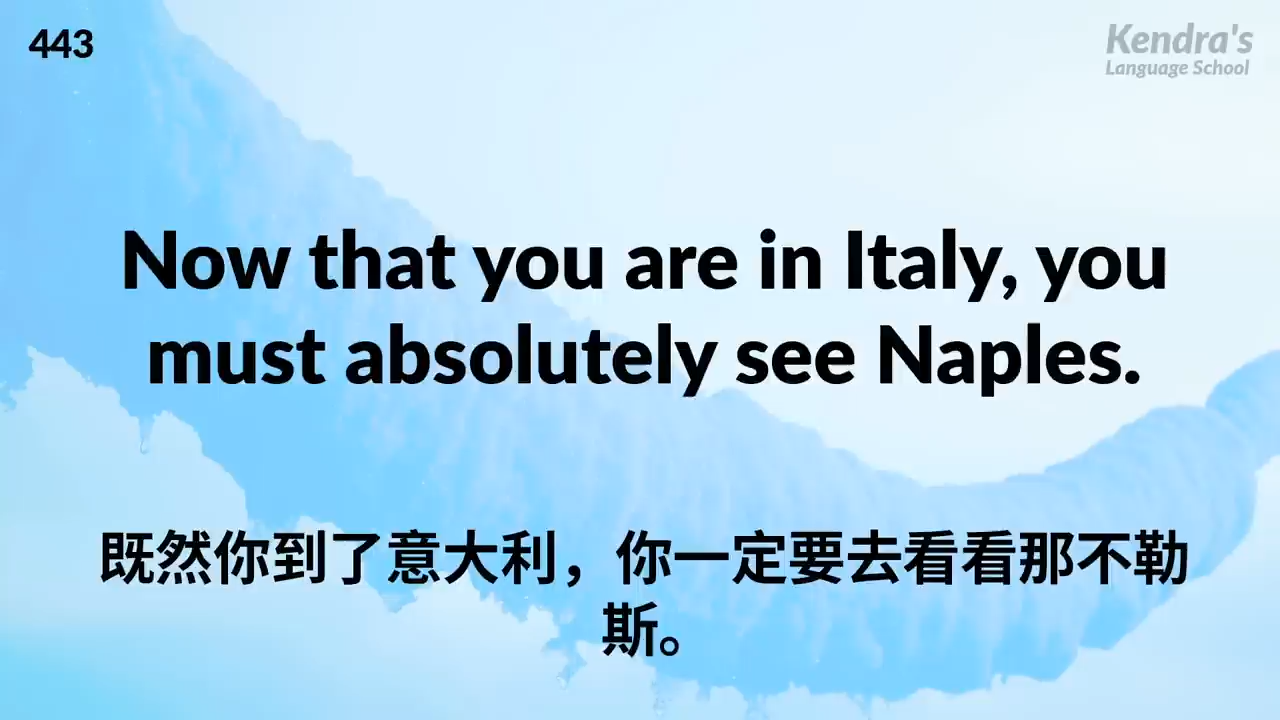 443
Kendra's
Language School
Now that you are in Italy, you
must absolutely see Naples.
既然你到了意大利，你一定要去看看那不勒
斯。